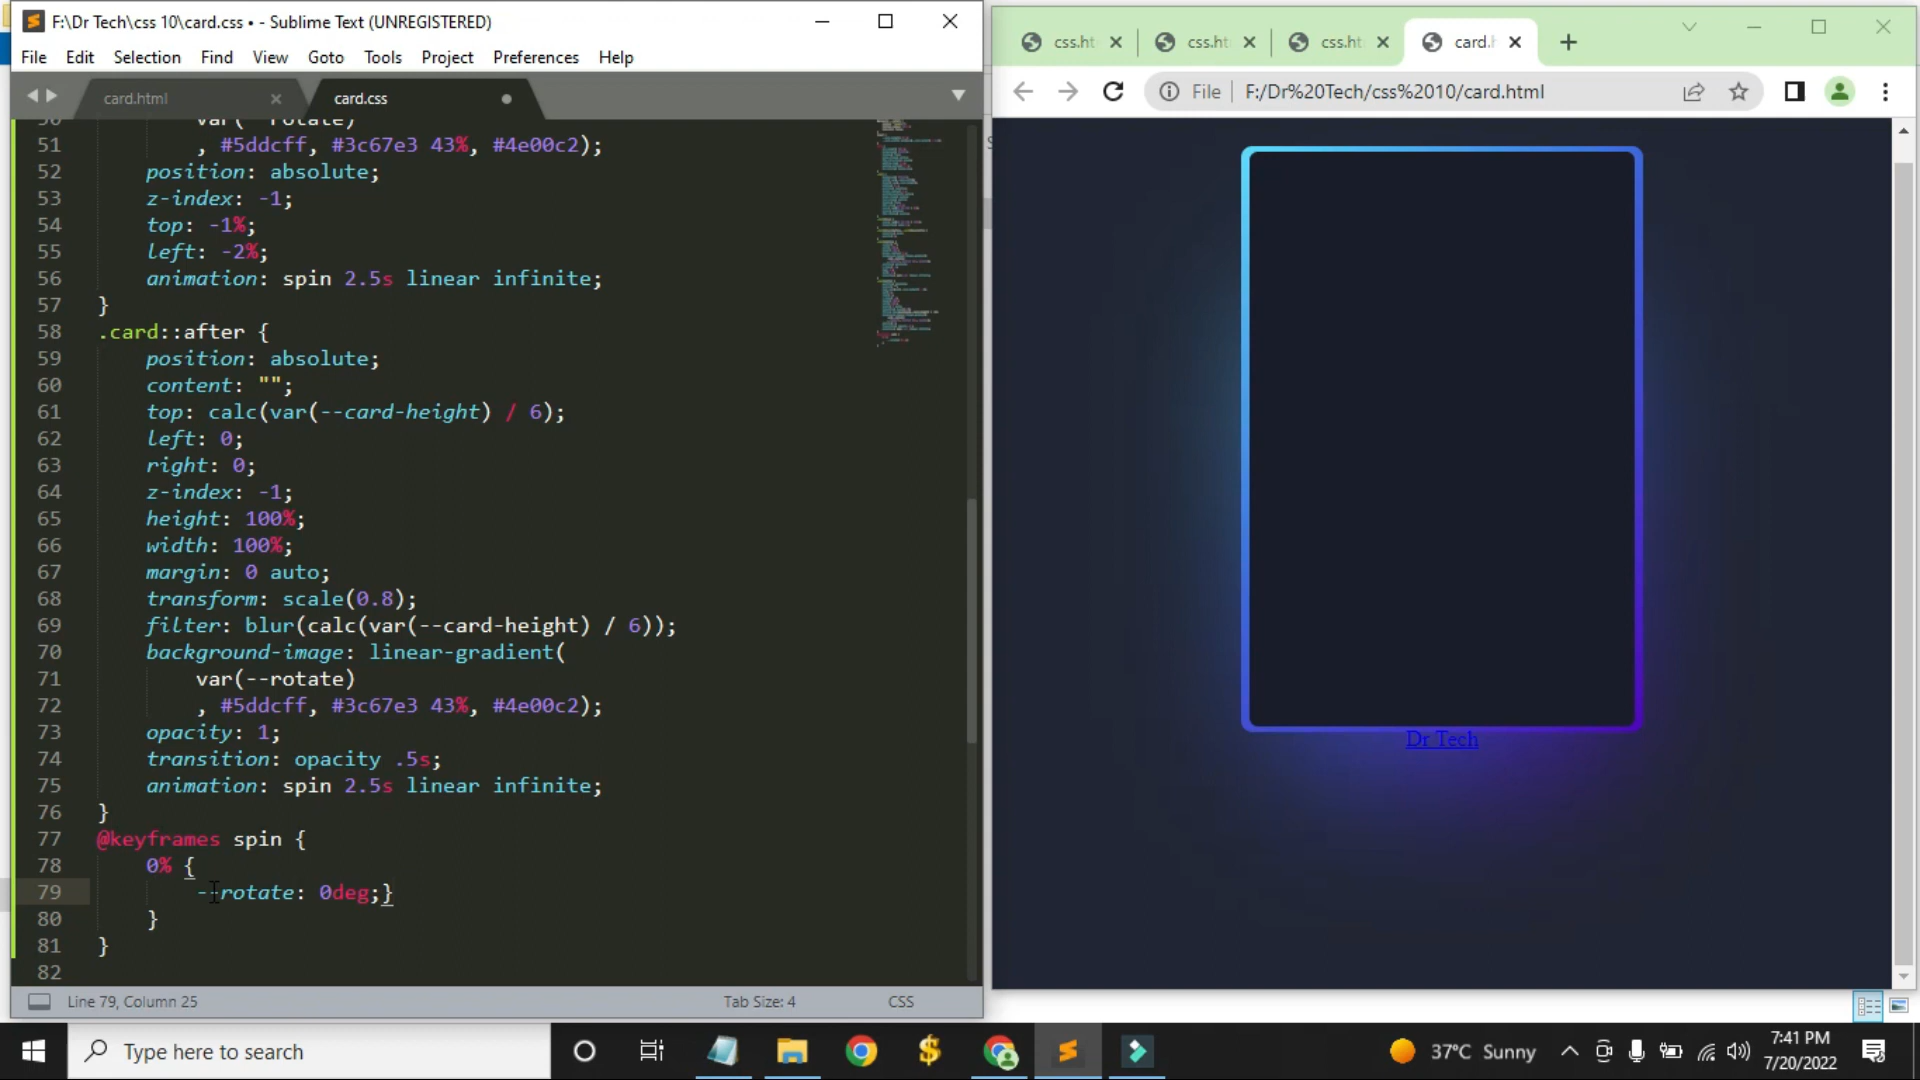 F:\Dr Tech\css 10\card.css • - Sublime Text (UNREGISTERED)
File Edit Selection Find View Goto Tools Project Preferences Help
card.html card.css
51 , #5ddcff, #3c67e3 43%, #4e00c2);
52 position: absolute;
53 z-index: -1;
54 top: -1%;
55 left: -2%;
56 animation: spin 2.5s linear infinite;
57 }
58 .card::after {
59 position: absolute;
60 content: "";
61 top: calc(var(--card-height) / 6);
62 left: 0;
63 right: 0;
64 z-index: -1;
65 height: 100%;
66 width: 100%;
67 margin: 0 auto;
68 transform: scale(0.8);
69 filter: blur(calc(var(--card-height) / 6));
70 background-image: linear-gradient(
71 var(--rotate)
72 , #5ddcff, #3c67e3 43%, #4e00c2);
73 opacity: 1;
74 transition: opacity .5s;
75 animation: spin 2.5s linear infinite;
76 }
77 @keyframes spin {
78 0% {
79 --rotate: 0deg;}
80 }
81 }
82
Line 79, Column 25 Tab Size: 4 CSS
css.ht css.ht css.ht card.h
File F:/Dr%20Tech/css%2010/card.html
Dr Tech
Type here to search
37°C Sunny
7:41 PM
7/20/2022